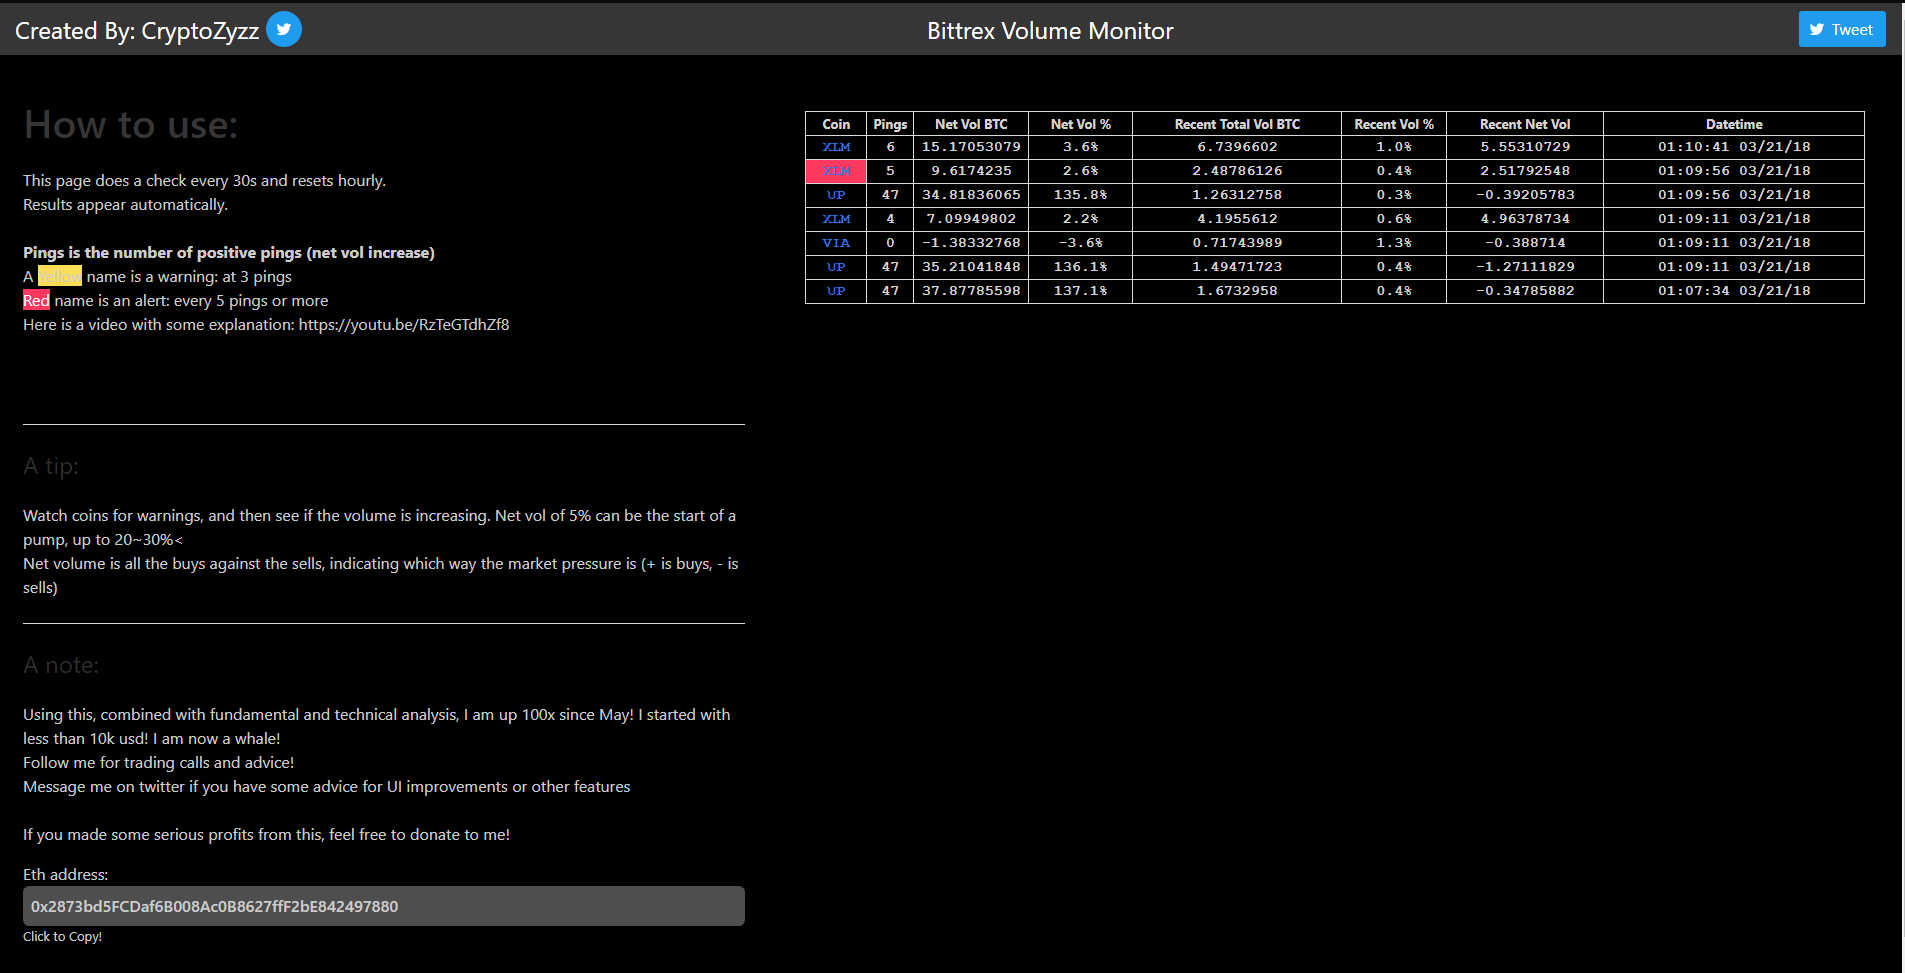 Created By: CryptoZyzz
Bittrex Volume Monitor
Tweet
How to use:
This page does a check every 30s and resets hourly.
Results appear automatically.
Pings is the number of positive pings (net vol increase)
A Yellow name is a warning: at 3 pings
Red name is an alert: every 5 pings or more
Here is a video with some explanation: https://youtu.be/RzTeGTdhZf8
A tip:
Watch coins for warnings, and then see if the volume is increasing. Net vol of 5% can be the start of a
pump, up to 20~30%<
Net volume is all the buys against the sells, indicating which way the market pressure is (+ is buys, - is
sells)
A note:
Using this, combined with fundamental and technical analysis, I am up 100x since May! I started with
less than 10k usd! I am now a whale!
Follow me for trading calls and advice!
Message me on twitter if you have some advice for UI improvements or other features
If you made some serious profits from this, feel free to donate to me!
Eth address:
0x2873bd5FCDaf6B008Ac0B8627ffF2bE842497880
Click to Copy!
Coin Pings Net Vol BTC Net Vol % Recent Total Vol BTC Recent Vol % Recent Net Vol Datetime
XLM 6 15.17053079 3.6% 6.7396602 1.0% 5.55310729 01:10:41 03/21/18
XLM 5 9.6174235 2.6% 2.48786126 0.4% 2.51792548 01:09:56 03/21/18
UP 47 34.81836065 135.8% 1.26312758 0.3% -0.39205783 01:09:56 03/21/18
XLM 4 7.09949802 2.2% 4.1955612 0.6% 4.96378734 01:09:11 03/21/18
VIA 0 -1.38332768 -3.6% 0.71743989 1.3% -0.388714 01:09:11 03/21/18
UP 47 35.21041848 136.1% 1.49471723 0.4% -1.27111829 01:09:11 03/21/18
UP 47 37.87785598 137.1% 1.6732958 0.4% -0.34785882 01:07:34 03/21/18